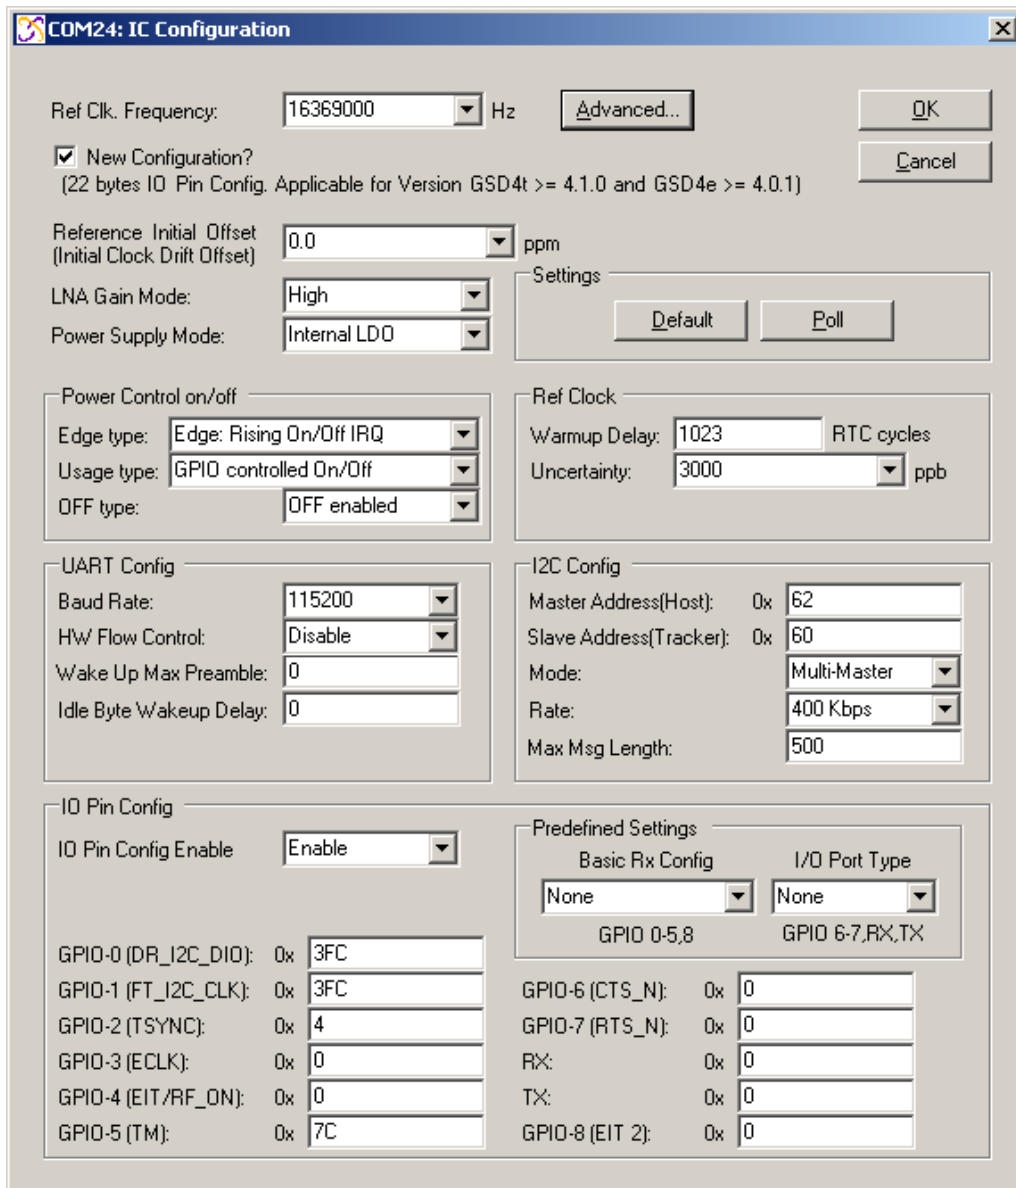 COM24: IC Configuration
Ref Clk. Frequency: 16369000 Hz Advanced... OK
New Configuration? Cancel
(22 bytes IO Pin Config. Applicable for Version GSD4t >= 4.1.0 and GSD4e >= 4.0.1)
Reference Initial Offset
(Initial Clock Drift Offset) 0.0 ppm
LNA Gain Mode: High
Power Supply Mode: Internal LDO
Settings
Default Poll
Power Control on/off
Edge type: Edge: Rising On/Off IRQ
Usage type: GPIO controlled On/Off
OFF type: OFF enabled
Ref Clock
Warmup Delay: 1023 RTC cycles
Uncertainty: 3000 ppb
UART Config
Baud Rate: 115200
HW Flow Control: Disable
Wake Up Max Preamble: 0
Idle Byte Wakeup Delay: 0
I2C Config
Master Address(Host): 0x 62
Slave Address(Tracker): 0x 60
Mode: Multi-Master
Rate: 400 Kbps
Max Msg Length: 500
IO Pin Config
IO Pin Config Enable Enable
Predefined Settings
Basic Rx Config I/O Port Type
None None
GPIO 0-5,8 GPIO 6-7,RX,TX
GPIO-0 (DR_I2C_DIO): 0x 3FC
GPIO-1 (FT_I2C_CLK): 0x 3FC
GPIO-2 (TSYNC): 0x 4
GPIO-3 (ECLK): 0x 0
GPIO-4 (EIT/RF_ON): 0x 0
GPIO-5 (TM): 0x 7C
GPIO-6 (CTS_N): 0x 0
GPIO-7 (RTS_N): 0x 0
RX: 0x 0
TX: 0x 0
GPIO-8 (EIT 2): 0x 0